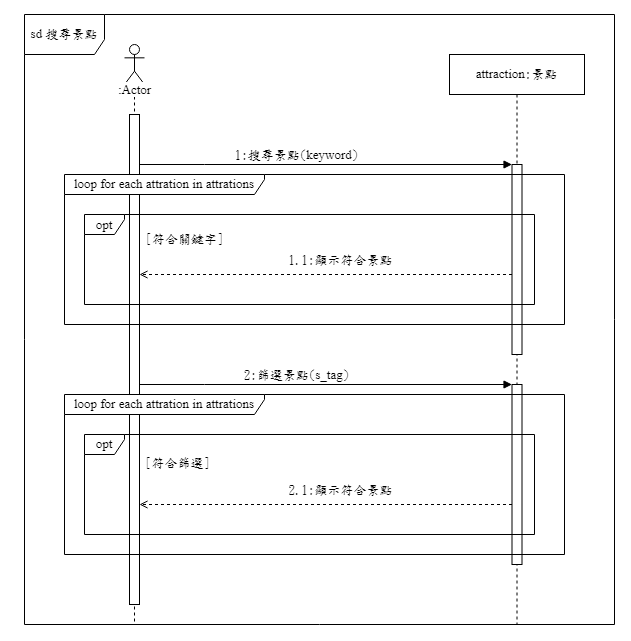 sd 搜尋景點
:Actor
attraction:景點
1:搜尋景點(keyword)
loop for each attration in attrations
opt
[符合關鍵字]
1.1:顯示符合景點
2:篩選景點(s_tag)
loop for each attration in attrations
opt
[符合篩選]
2.1:顯示符合景點